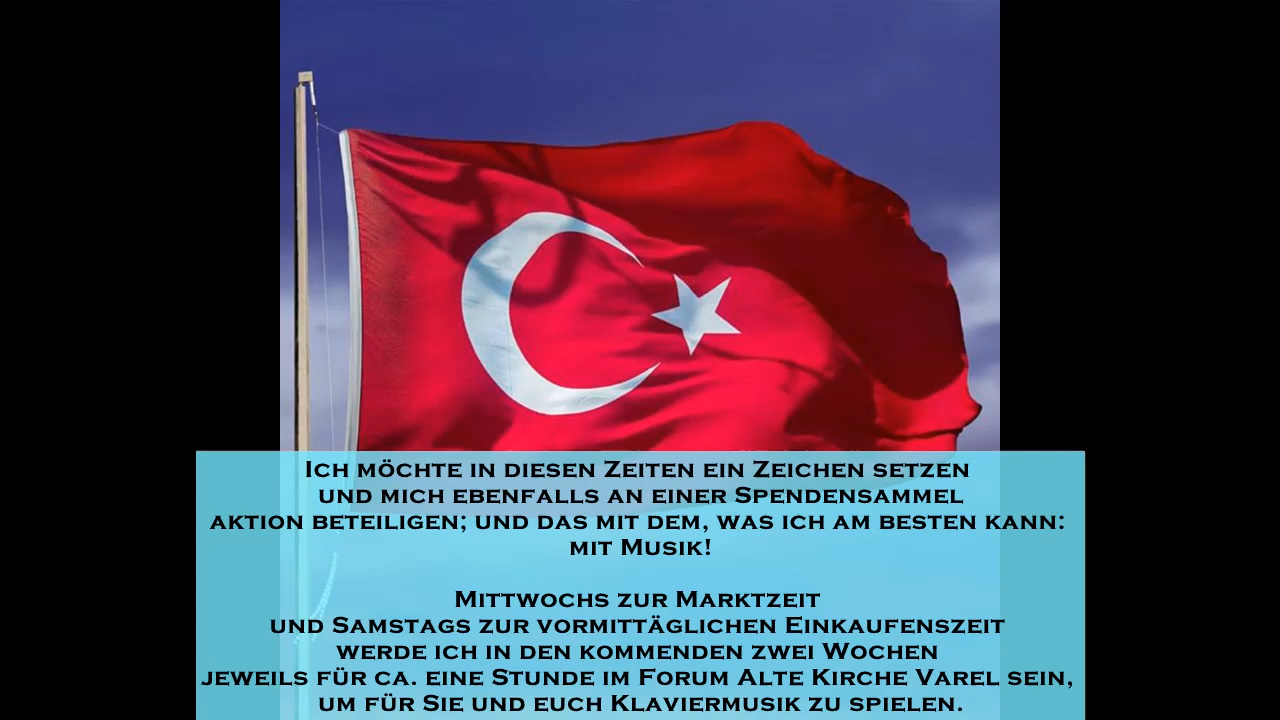 Ich möchte in diesen Zeiten ein Zeichen setzen
und mich ebenfalls an einer Spendensammel
aktion beteiligen; und das mit dem, was ich am besten kann:
mit Musik!
Mittwochs zur Marktzeit
und Samstags zur vormittäglichen Einkaufenszeit
werde ich in den kommenden zwei Wochen
jeweils für ca. eine Stunde im Forum Alte Kirche Varel sein,
um für Sie und euch Klaviermusik zu spielen.